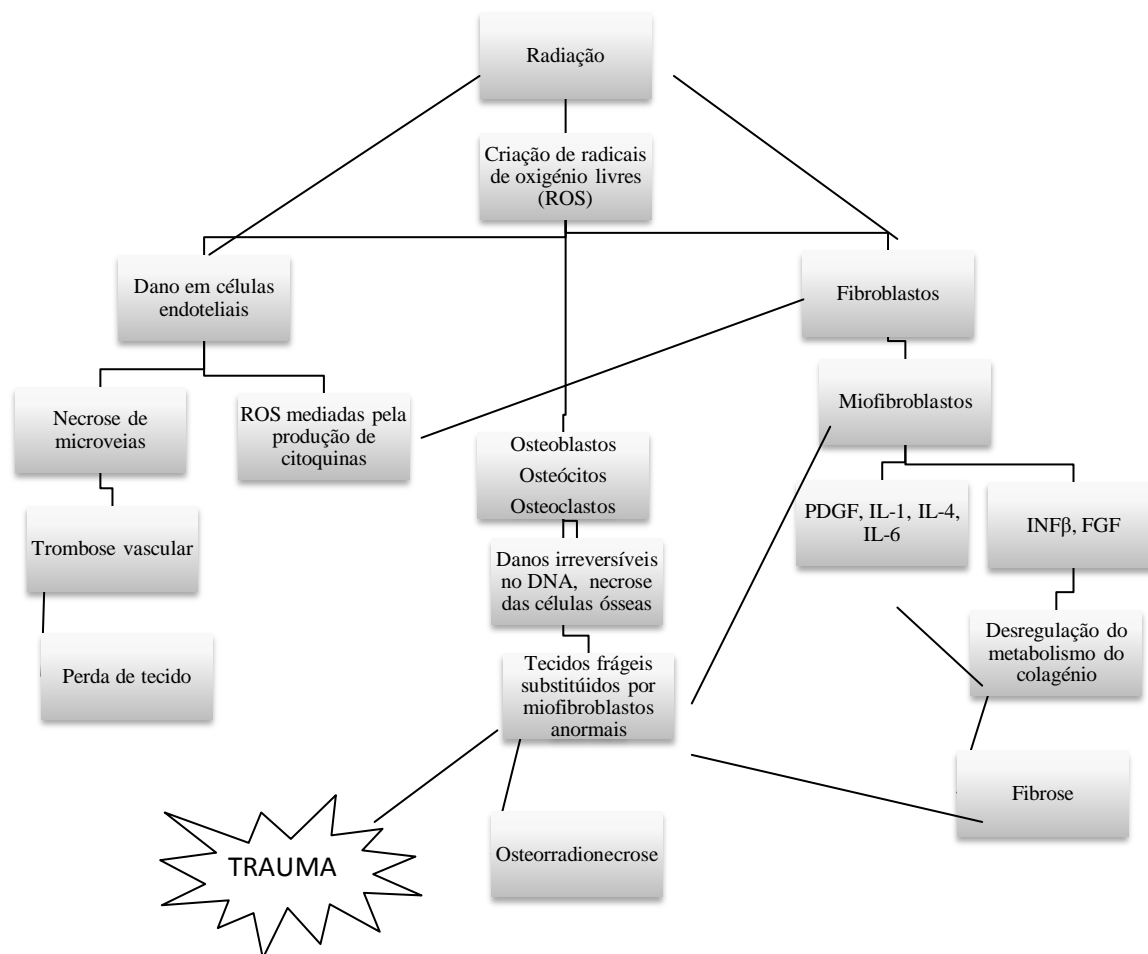 Radiação
Criação de radicais
de oxigénio livres
(ROS)
Dano em células
endoteliais
Fibroblastos
Necrose de
microveias
ROS mediadas pela
produção de
citoquinas
Miofibroblastos
Osteoblastos
Osteócitos
Osteoclastos
PDGF, IL-1, IL-4,
IL-6
INFβ, FGF
Trombose vascular
Danos irreversíveis
no DNA, necrose
das células ósseas
Desregulação do
metabolismo do
colagénio
Perda de tecido
Tecidos frágeis
substitúidos por
miofibroblastos
anormais
Fibrose
TRAUMA
Osteorradionecrose